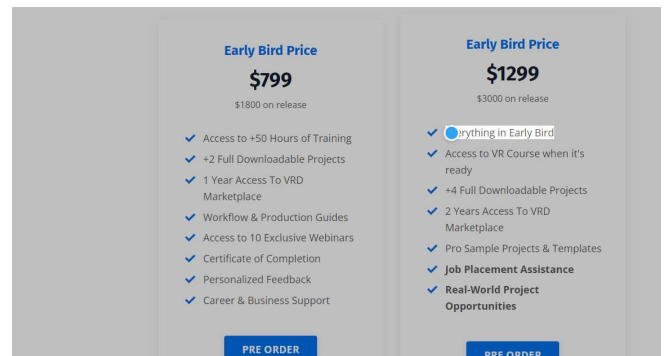 Early Bird Price
$799
$1800 on release
Access to +50 Hours of Training
+2 Full Downloadable Projects
1 Year Access To VRD
Marketplace
Workflow & Production Guides
Access to 10 Exclusive Webinars
Certificate of Completion
Personalized Feedback
Career & Business Support
PRE ORDER
Early Bird Price
$1299
$3000 on release
erything in Early Bird
Access to VR Course when it's
ready
+4 Full Downloadable Projects
2 Years Access To VRD
Marketplace
Pro Sample Projects & Templates
Job Placement Assistance
Real-World Project
Opportunities
PRE ORDER